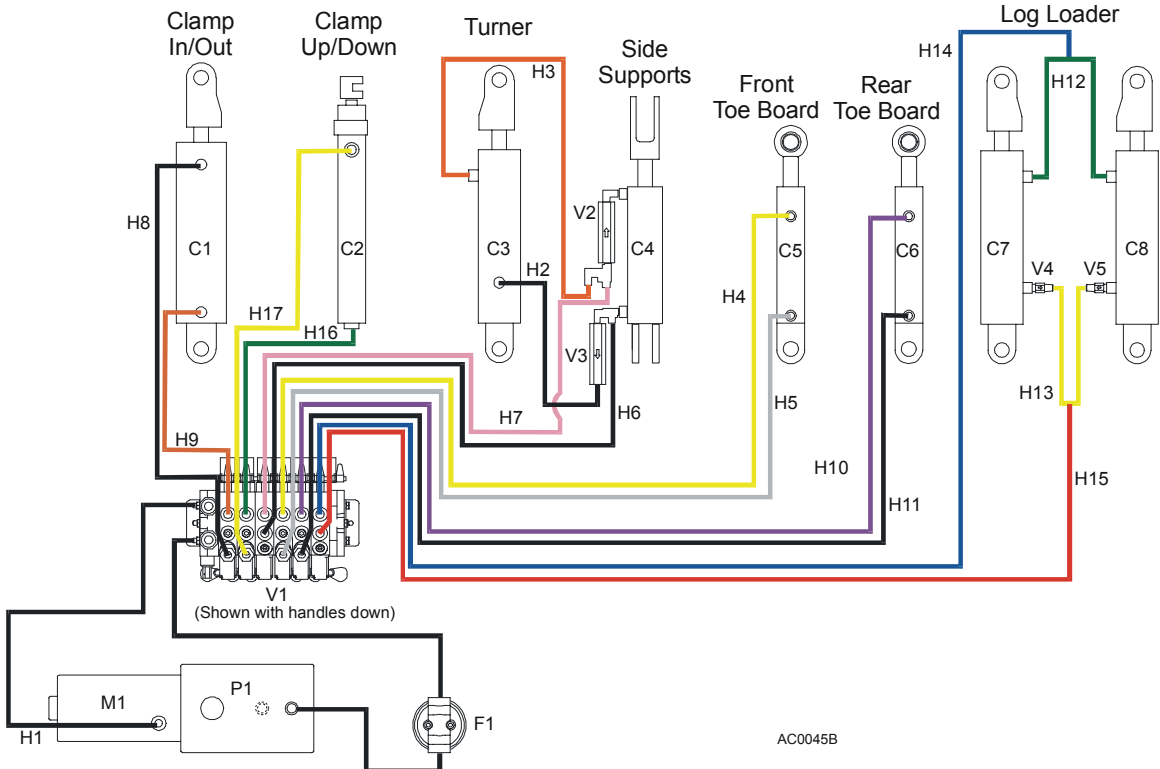 Clamp
In/Out
Clamp
Up/Down
Turner
Side
Supports
Front
Toe Board
Rear
Toe Board
Log Loader
H14
H3
H12
H8
V2
C1
C2
C3
C4
C5
C6
C7
C8
H2
V4
V5
H4
H17
H16
V3
H13
H5
H6
H7
H9
H10
H15
H11
V1
(Shown with handles down)
M1
P1
F1
H1
AC0045B